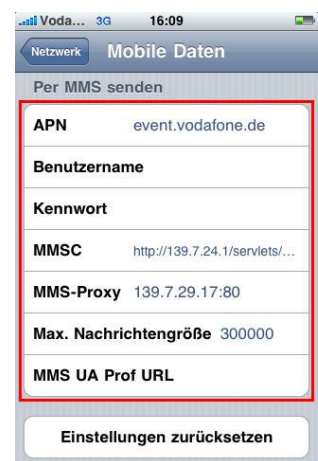 Voda... 3G 16:09
Netzwerk Mobile Daten
Per MMS senden
APN event.vodafone.de
Benutzername
Kennwort
MMSC http://139.7.24.1/servlets/...
MMS-Proxy 139.7.29.17:80
Max. Nachrichtengröße 300000
MMS UA Prof URL
Einstellungen zurücksetzen